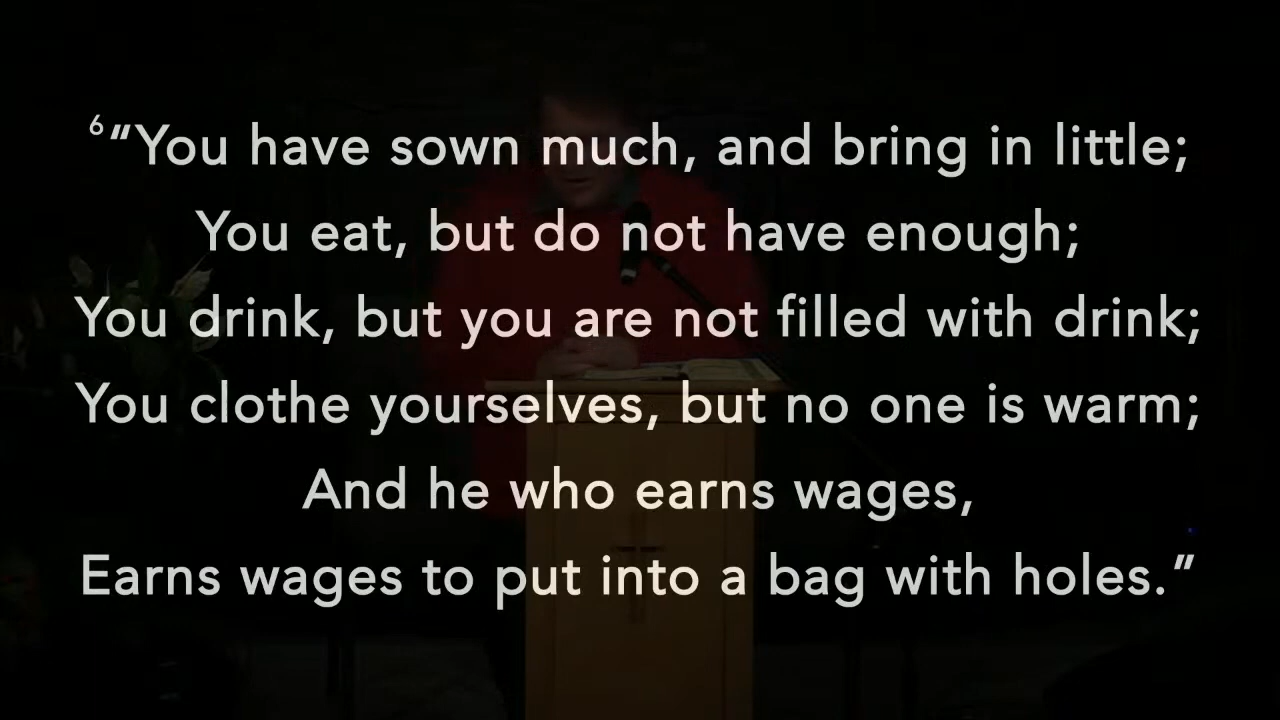 6"You have sown much, and bring in little;
You eat, but do not have enough;
You drink, but you are not filled with drink;
You clothe yourselves, but no one is warm;
And he who earns wages,
Earns wages to put into a bag with holes."